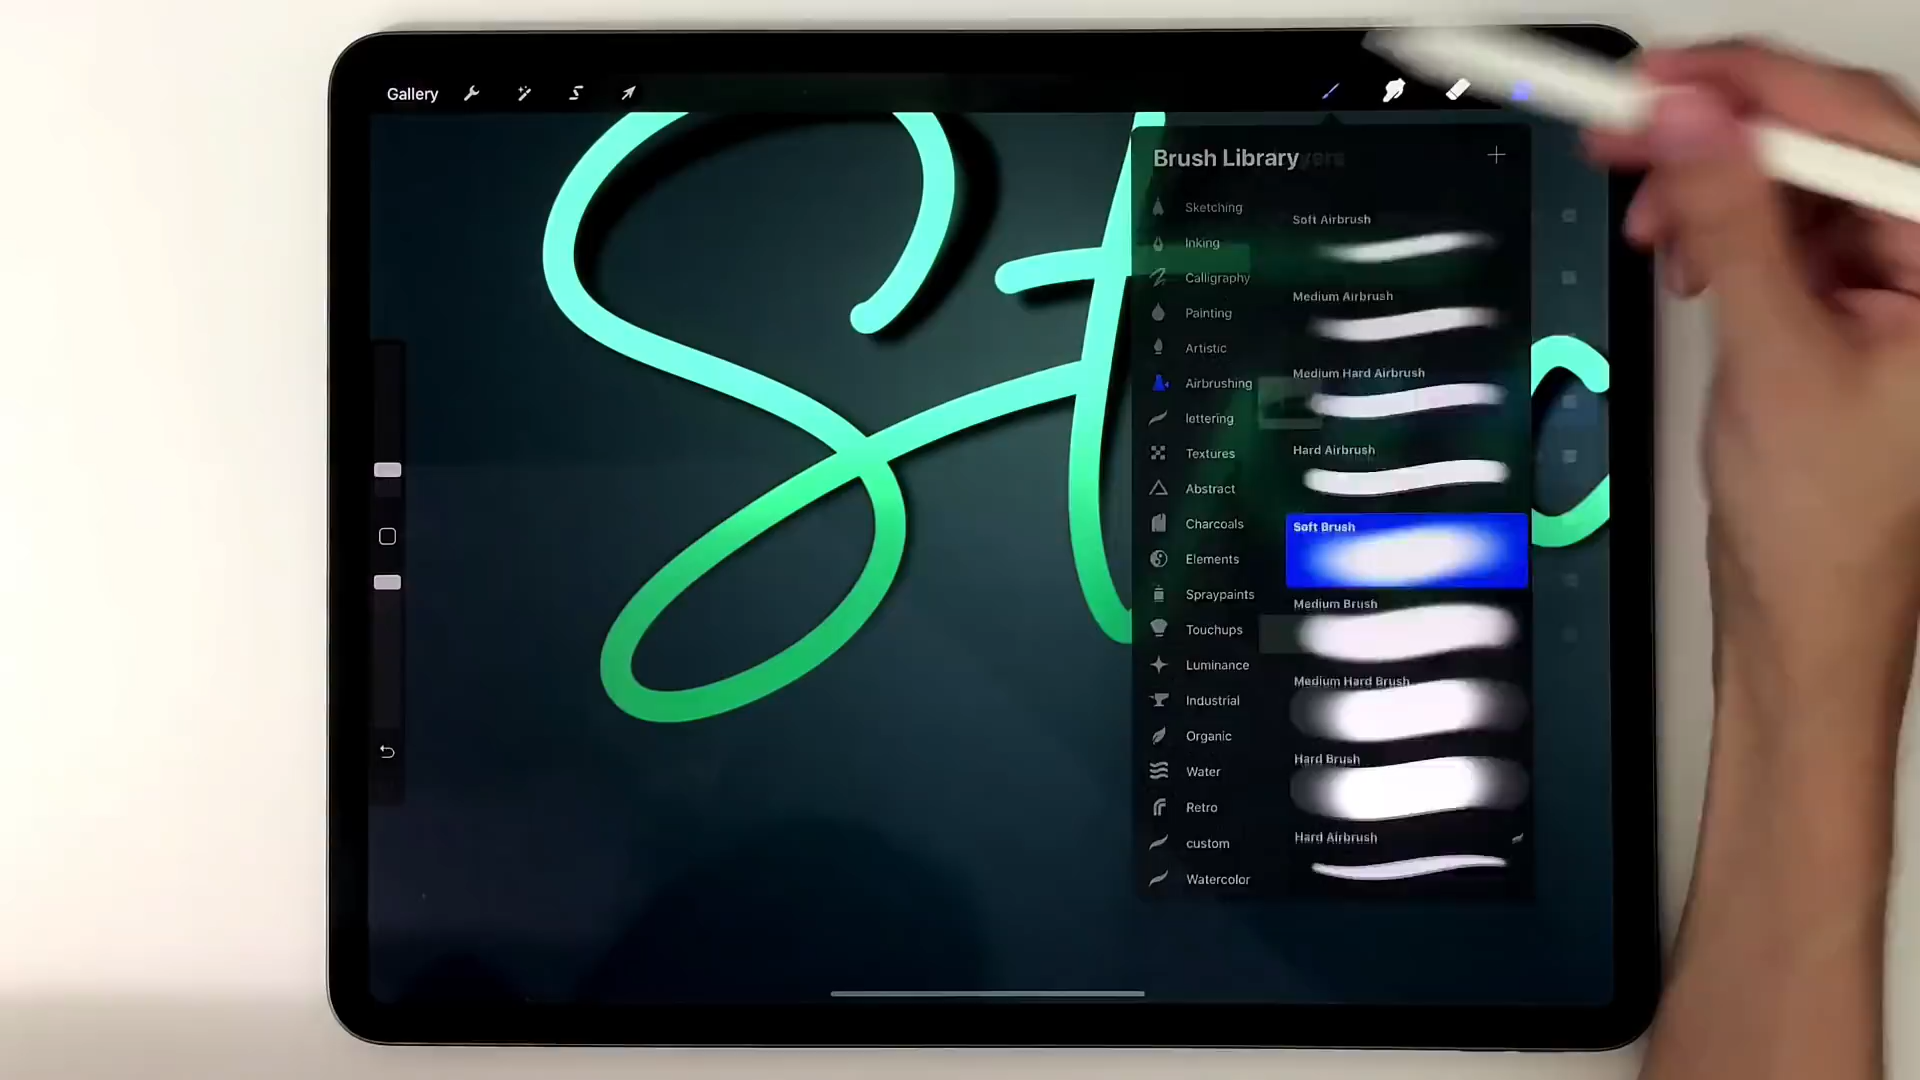 Gallery
Brush Library
Sketching
Inking
Calligraphy
Painting
Artistic
Airbrushing
lettering
Textures
Abstract
Charcoals
Elements
Spraypaints
Touchups
Luminance
Industrial
Organic
Water
Retro
custom
Watercolor
Soft Airbrush
Medium Airbrush
Medium Hard Airbrush
Hard Airbrush
Soft Brush
Medium Brush
Medium Hard Brush
Hard Brush
Hard Airbrush
St